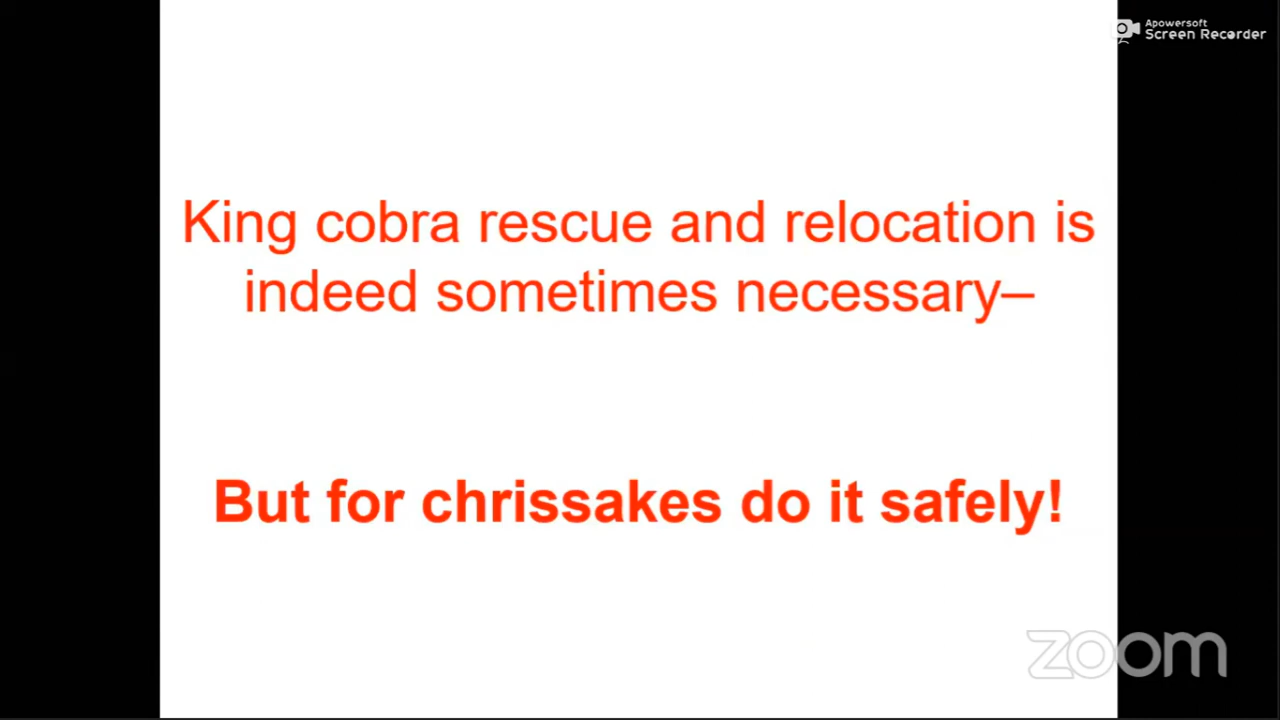 Apowersoft
Screen Recorder
King cobra rescue and relocation is
indeed sometimes necessary–
But for chrissakes do it safely!
zoom